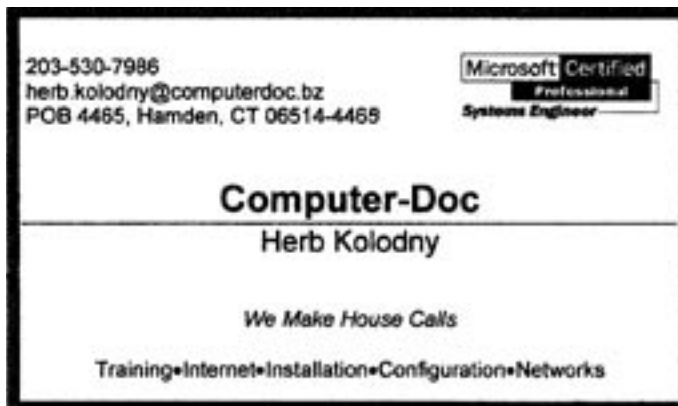 203-530-7986
herb.kolodny@computerdoc.bz
POB 4465, Hamden, CT 06514-4465
Microsoft Certified
Professional
Systems Engineer
Computer-Doc
Herb Kolodny
We Make House Calls
Training•Internet•Installation•Configuration•Networks